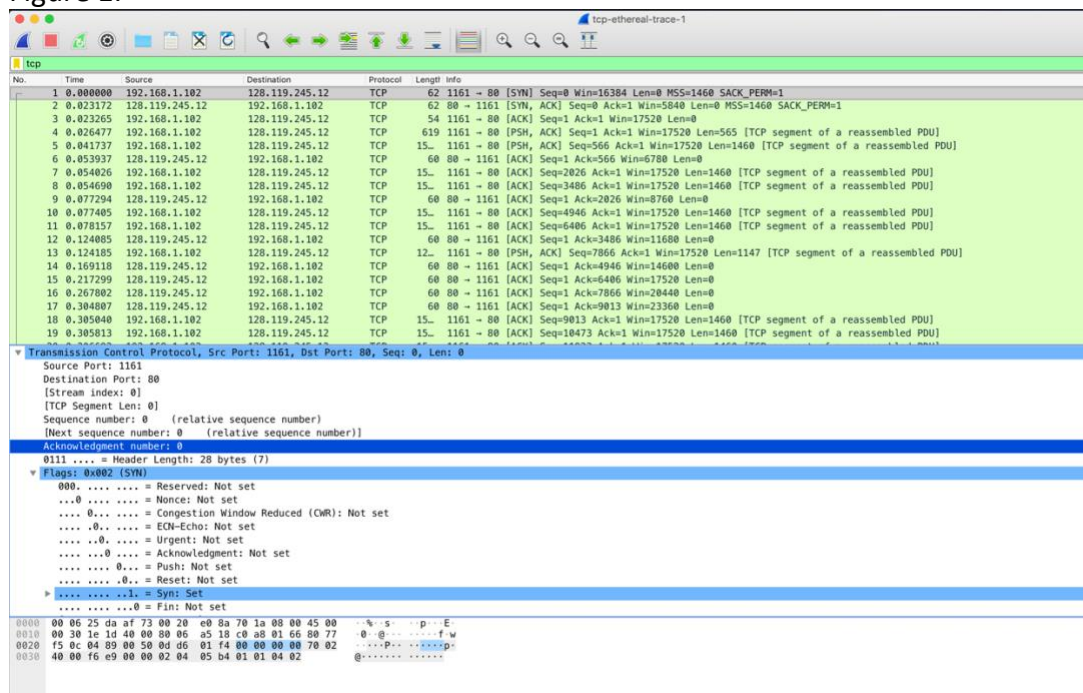 tcp-ethereal-trace-1
tcp
No. Time Source Destination Protocol Length Info
1 0.000000 192.168.1.102 128.119.245.12 TCP 62 1161 → 80 [SYN] Seq=0 Win=16384 Len=0 MSS=1460 SACK_PERM=1
2 0.023172 128.119.245.12 192.168.1.102 TCP 62 80 → 1161 [SYN, ACK] Seq=0 Ack=1 Win=5840 Len=0 MSS=1460 SACK_PERM=1
3 0.023265 192.168.1.102 128.119.245.12 TCP 54 1161 → 80 [ACK] Seq=1 Ack=1 Win=17520 Len=0
4 0.026477 192.168.1.102 128.119.245.12 TCP 619 1161 → 80 [PSH, ACK] Seq=1 Ack=1 Win=17520 Len=565 [TCP segment of a reassembled PDU]
5 0.041737 192.168.1.102 128.119.245.12 TCP 15… 1161 → 80 [PSH, ACK] Seq=566 Ack=1 Win=17520 Len=1460 [TCP segment of a reassembled PDU]
6 0.053937 128.119.245.12 192.168.1.102 TCP 60 80 → 1161 [ACK] Seq=1 Ack=566 Win=6780 Len=0
7 0.054026 192.168.1.102 128.119.245.12 TCP 15… 1161 → 80 [ACK] Seq=2026 Ack=1 Win=17520 Len=1460 [TCP segment of a reassembled PDU]
8 0.054690 192.168.1.102 128.119.245.12 TCP 15… 1161 → 80 [ACK] Seq=3486 Ack=1 Win=17520 Len=1460 [TCP segment of a reassembled PDU]
9 0.077294 128.119.245.12 192.168.1.102 TCP 60 80 → 1161 [ACK] Seq=1 Ack=2026 Win=8760 Len=0
10 0.077405 192.168.1.102 128.119.245.12 TCP 15… 1161 → 80 [ACK] Seq=4946 Ack=1 Win=17520 Len=1460 [TCP segment of a reassembled PDU]
11 0.078157 192.168.1.102 128.119.245.12 TCP 15… 1161 → 80 [ACK] Seq=6406 Ack=1 Win=17520 Len=1460 [TCP segment of a reassembled PDU]
12 0.124085 128.119.245.12 192.168.1.102 TCP 60 80 → 1161 [ACK] Seq=1 Ack=3486 Win=11680 Len=0
13 0.124185 192.168.1.102 128.119.245.12 TCP 12… 1161 → 80 [PSH, ACK] Seq=7866 Ack=1 Win=17520 Len=1147 [TCP segment of a reassembled PDU]
14 0.169118 128.119.245.12 192.168.1.102 TCP 60 80 → 1161 [ACK] Seq=1 Ack=4946 Win=14600 Len=0
15 0.217299 128.119.245.12 192.168.1.102 TCP 60 80 → 1161 [ACK] Seq=1 Ack=6406 Win=17520 Len=0
16 0.267802 128.119.245.12 192.168.1.102 TCP 60 80 → 1161 [ACK] Seq=1 Ack=7866 Win=20440 Len=0
17 0.304807 128.119.245.12 192.168.1.102 TCP 60 80 → 1161 [ACK] Seq=1 Ack=9013 Win=23360 Len=0
18 0.305040 192.168.1.102 128.119.245.12 TCP 15… 1161 → 80 [ACK] Seq=9013 Ack=1 Win=17520 Len=1460 [TCP segment of a reassembled PDU]
19 0.305813 192.168.1.102 128.119.245.12 TCP 15… 1161 → 80 [ACK] Seq=10473 Ack=1 Win=17520 Len=1460 [TCP segment of a reassembled PDU]
Transmission Control Protocol, Src Port: 1161, Dst Port: 80, Seq: 0, Len: 0
Source Port: 1161
Destination Port: 80
[Stream index: 0]
[TCP Segment Len: 0]
Sequence number: 0 (relative sequence number)
[Next sequence number: 0 (relative sequence number)]
Acknowledgment number: 0
0111 .... = Header Length: 28 bytes (7)
Flags: 0x002 (SYN)
000. .... .... = Reserved: Not set
...0 .... .... = Nonce: Not set
.... 0... .... = Congestion Window Reduced (CWR): Not set
.... .0.. .... = ECN-Echo: Not set
.... ..0. .... = Urgent: Not set
.... ...0 .... = Acknowledgment: Not set
.... .... 0... = Push: Not set
.... .... .0.. = Reset: Not set
.... .... ..1. = Syn: Set
.... .... ...0 = Fin: Not set
0000 00 06 25 da af 73 00 20 e0 8a 70 1a 08 00 45 00 ··%··s· ··p···E·
0010 00 30 1e 1d 40 00 80 06 a5 18 c0 a8 01 66 80 77 ·0··@··· ·····f·w
0020 f5 0c 04 89 00 50 0d d6 01 f4 00 00 00 00 70 02 ·····P·· ······p·
0030 40 00 f6 e9 00 00 02 04 05 b4 01 01 04 02 @······· ······